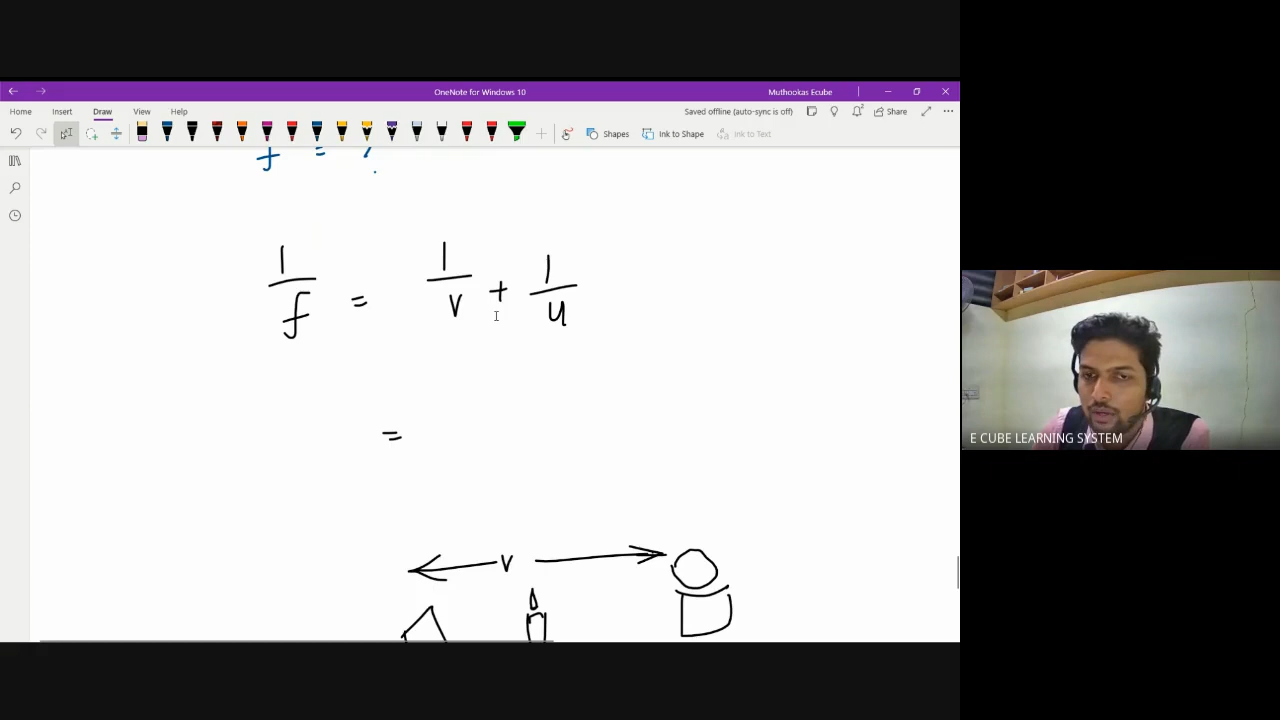 OneNote for Windows 10
Muthookas Ecube
Home Insert Draw View Help
Saved offline (auto-sync is off)
Share
Shapes
Ink to Shape
Ink to Text
f = ?
1/f = 1/v + 1/u
=
v
E CUBE LEARNING SYSTEM